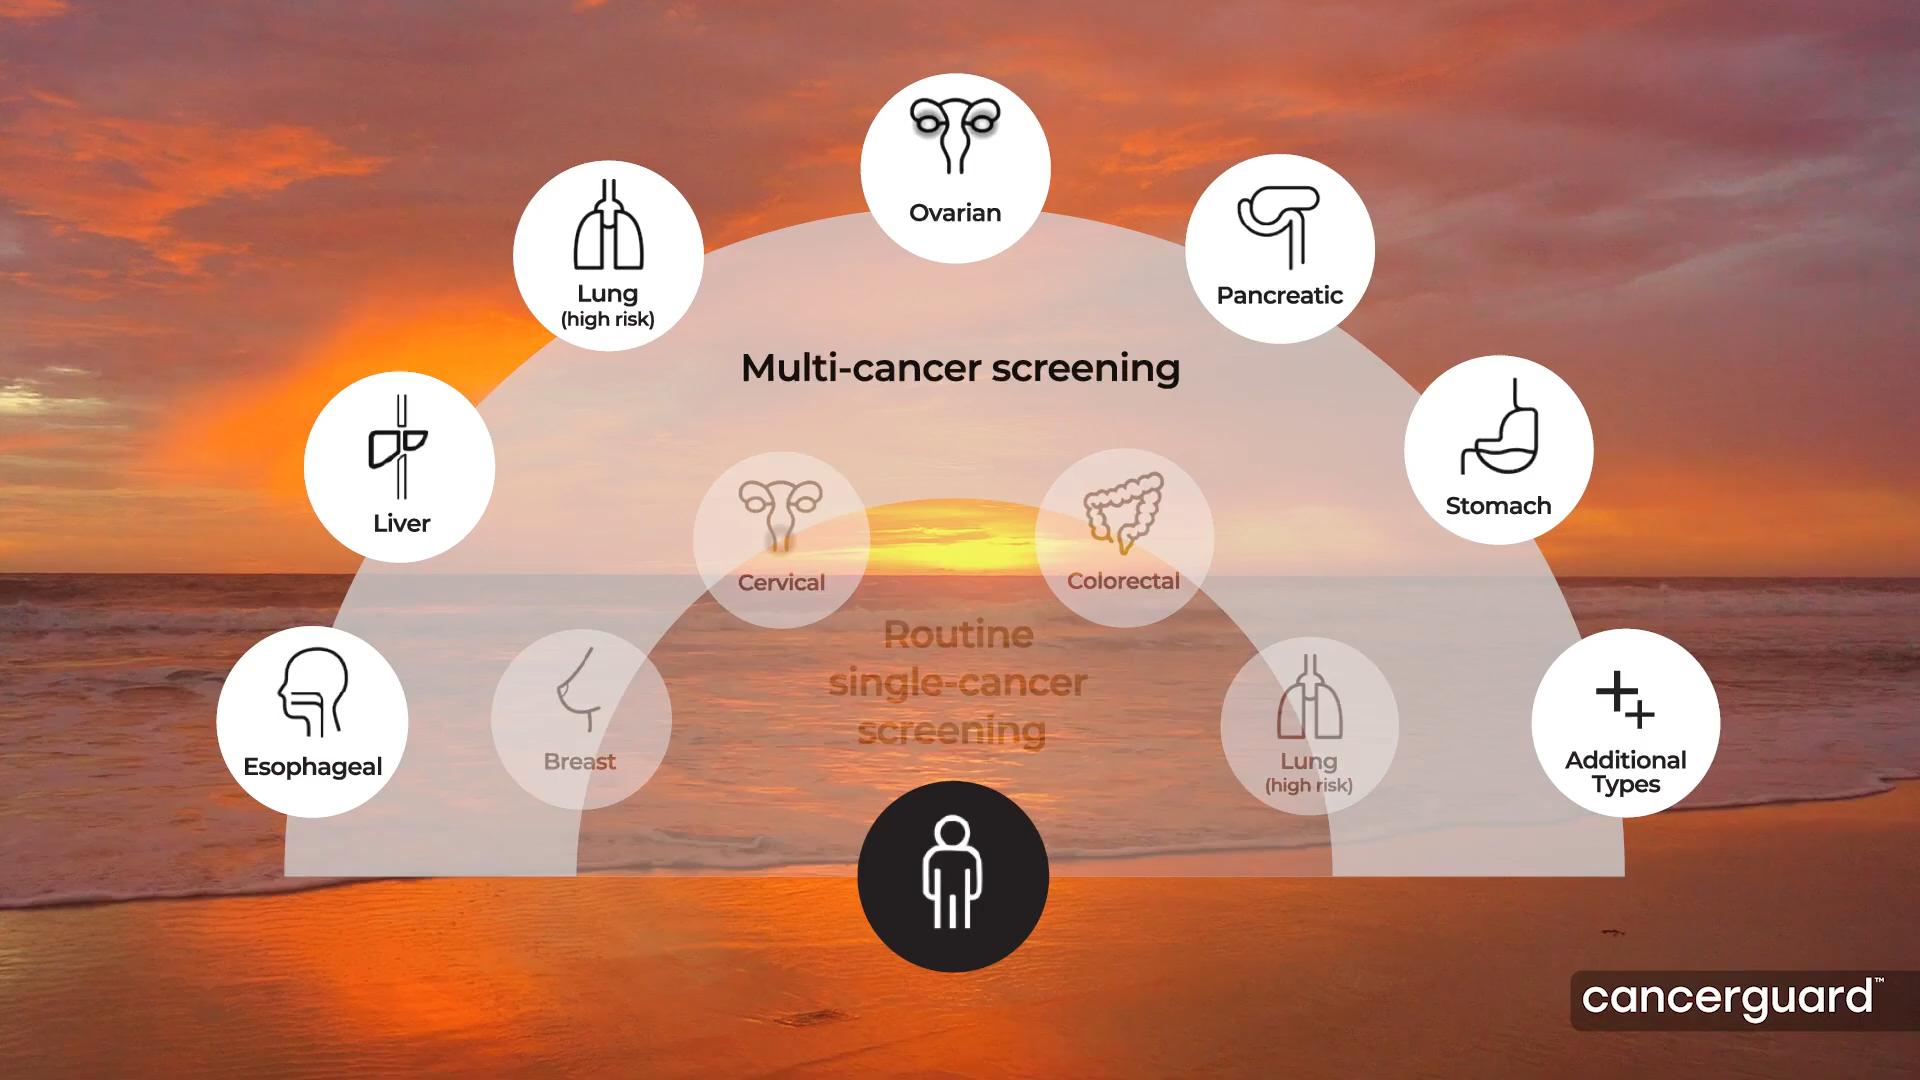 Ovarian
Lung
(high risk)
Pancreatic
Multi-cancer screening
Liver
Stomach
Cervical
Colorectal
Routine
single-cancer
screening
Esophageal
Breast
Lung
(high risk)
Additional
Types
cancerguard™